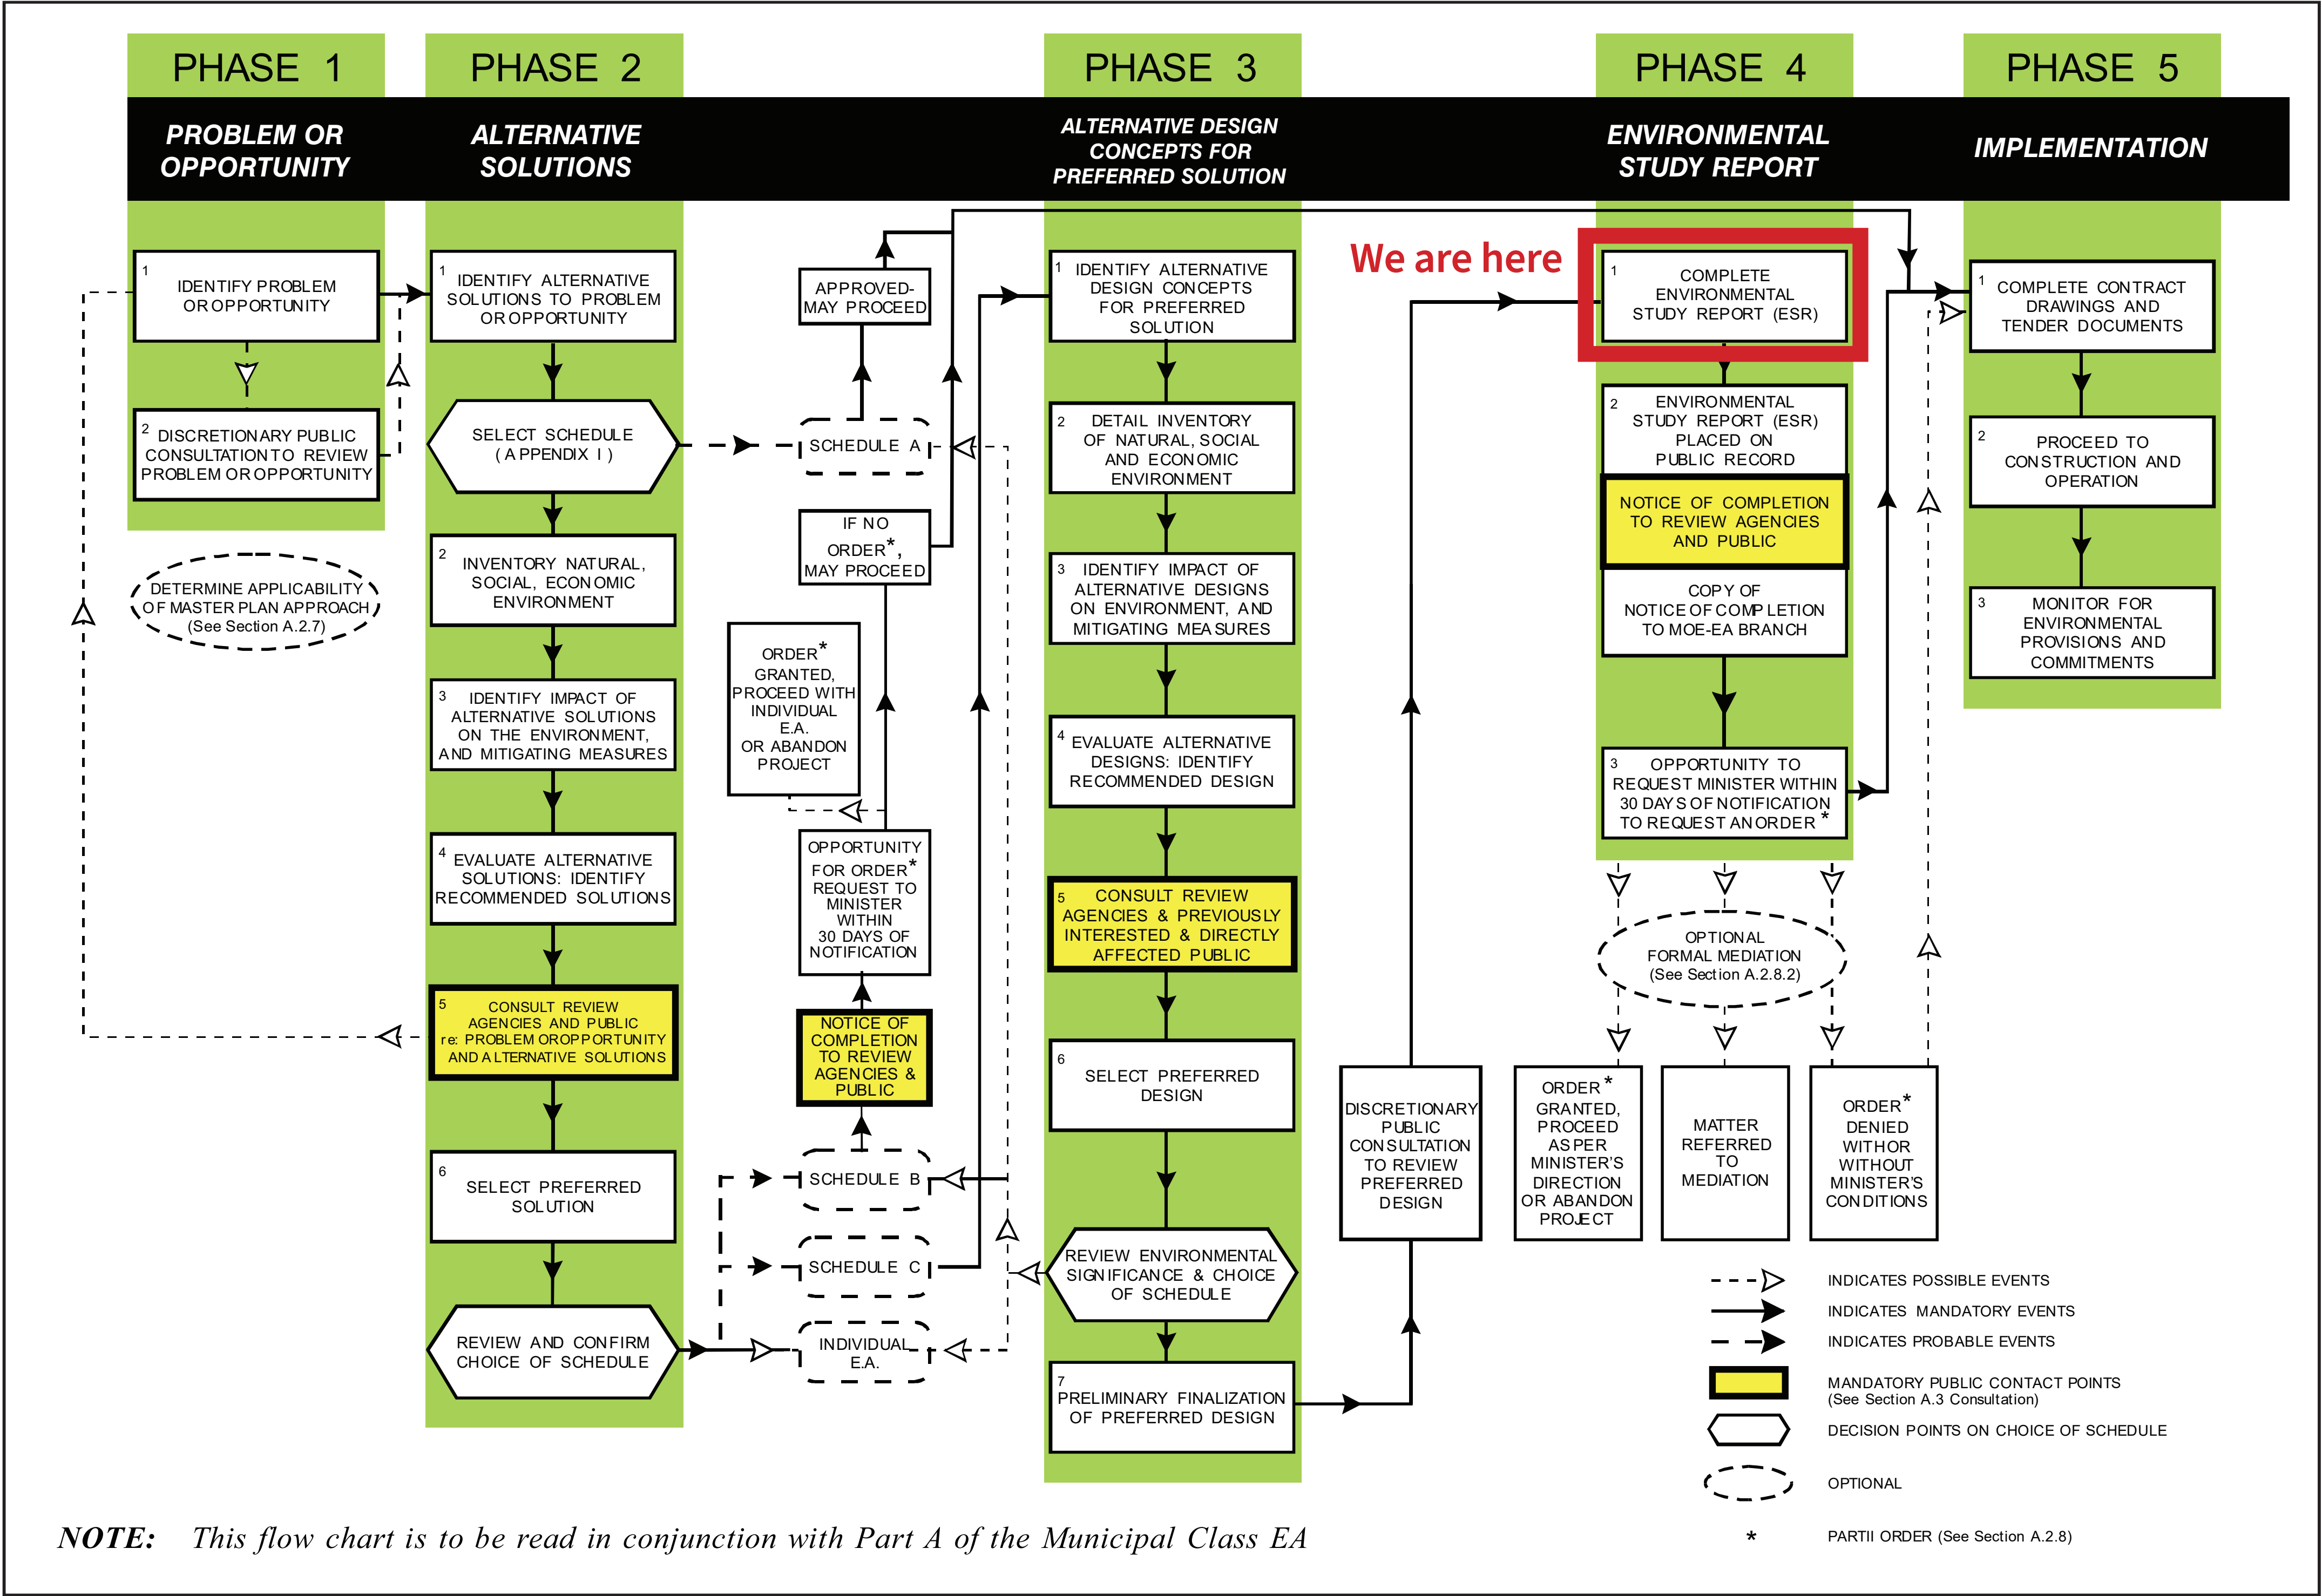 PHASE 1
PROBLEM OR
OPPORTUNITY
1
IDENTIFY PROBLEM
OR OPPORTUNITY
2
DISCRETIONARY PUBLIC
CONSULTATION TO REVIEW
PROBLEM OR OPPORTUNITY
DETERMINE APPLICABILITY
OF MASTER PLAN APPROACH
(See Section A.2.7)
PHASE 2
ALTERNATIVE
SOLUTIONS
1
IDENTIFY ALTERNATIVE
SOLUTIONS TO PROBLEM
OR OPPORTUNITY
SELECT SCHEDULE
( APPENDIX I )
2
INVENTORY NATURAL,
SOCIAL, ECONOMIC
ENVIRONMENT
3
IDENTIFY IMPACT OF
ALTERNATIVE SOLUTIONS
ON THE ENVIRONMENT,
AND MITIGATING MEASURES
4
EVALUATE ALTERNATIVE
SOLUTIONS: IDENTIFY
RECOMMENDED SOLUTIONS
5
CONSULT REVIEW
AGENCIES AND PUBLIC
re: PROBLEM OR OPPORTUNITY
AND ALTERNATIVE SOLUTIONS
6
SELECT PREFERRED
SOLUTION
REVIEW AND CONFIRM
CHOICE OF SCHEDULE
APPROVED-
MAY PROCEED
SCHEDULE A
IF NO
ORDER*,
MAY PROCEED
ORDER*
GRANTED,
PROCEED WITH
INDIVIDUAL
E.A.
OR ABANDON
PROJECT
OPPORTUNITY
FOR ORDER*
REQUEST TO
MINISTER
WITHIN
30 DAYS OF
NOTIFICATION
NOTICE OF
COMPLETION
TO REVIEW
AGENCIES &
PUBLIC
SCHEDULE B
SCHEDULE C
INDIVIDUAL
E.A.
PHASE 3
ALTERNATIVE DESIGN
CONCEPTS FOR
PREFERRED SOLUTION
1
IDENTIFY ALTERNATIVE
DESIGN CONCEPTS
FOR PREFERRED
SOLUTION
2
DETAIL INVENTORY
OF NATURAL, SOCIAL
AND ECONOMIC
ENVIRONMENT
3
IDENTIFY IMPACT OF
ALTERNATIVE DESIGNS
ON ENVIRONMENT, AND
MITIGATING MEASURES
4
EVALUATE ALTERNATIVE
DESIGNS: IDENTIFY
RECOMMENDED DESIGN
5
CONSULT REVIEW
AGENCIES & PREVIOUSLY
INTERESTED & DIRECTLY
AFFECTED PUBLIC
6
SELECT PREFERRED
DESIGN
REVIEW ENVIRONMENTAL
SIGNIFICANCE & CHOICE
OF SCHEDULE
7
PRELIMINARY FINALIZATION
OF PREFERRED DESIGN
DISCRETIONARY
PUBLIC
CONSULTATION
TO REVIEW
PREFERRED
DESIGN
We are here
PHASE 4
ENVIRONMENTAL
STUDY REPORT
1
COMPLETE
ENVIRONMENTAL
STUDY REPORT (ESR)
2
ENVIRONMENTAL
STUDY REPORT (ESR)
PLACED ON
PUBLIC RECORD
NOTICE OF COMPLETION
TO REVIEW AGENCIES
AND PUBLIC
COPY OF
NOTICE OF COMPLETION
TO MOE-EA BRANCH
3
OPPORTUNITY TO
REQUEST MINISTER WITHIN
30 DAYS OF NOTIFICATION
TO REQUEST AN ORDER *
OPTIONAL
FORMAL MEDIATION
(See Section A.2.8.2)
ORDER*
GRANTED,
PROCEED
AS PER
MINISTER'S
DIRECTION
OR ABANDON
PROJECT
MATTER
REFERRED
TO
MEDIATION
ORDER*
DENIED
WITH OR
WITHOUT
MINISTER'S
CONDITIONS
PHASE 5
IMPLEMENTATION
1
COMPLETE CONTRACT
DRAWINGS AND
TENDER DOCUMENTS
2
PROCEED TO
CONSTRUCTION AND
OPERATION
3
MONITOR FOR
ENVIRONMENTAL
PROVISIONS AND
COMMITMENTS
INDICATES POSSIBLE EVENTS
INDICATES MANDATORY EVENTS
INDICATES PROBABLE EVENTS
MANDATORY PUBLIC CONTACT POINTS
(See Section A.3 Consultation)
DECISION POINTS ON CHOICE OF SCHEDULE
OPTIONAL
* PART II ORDER (See Section A.2.8)
NOTE: This flow chart is to be read in conjunction with Part A of the Municipal Class EA